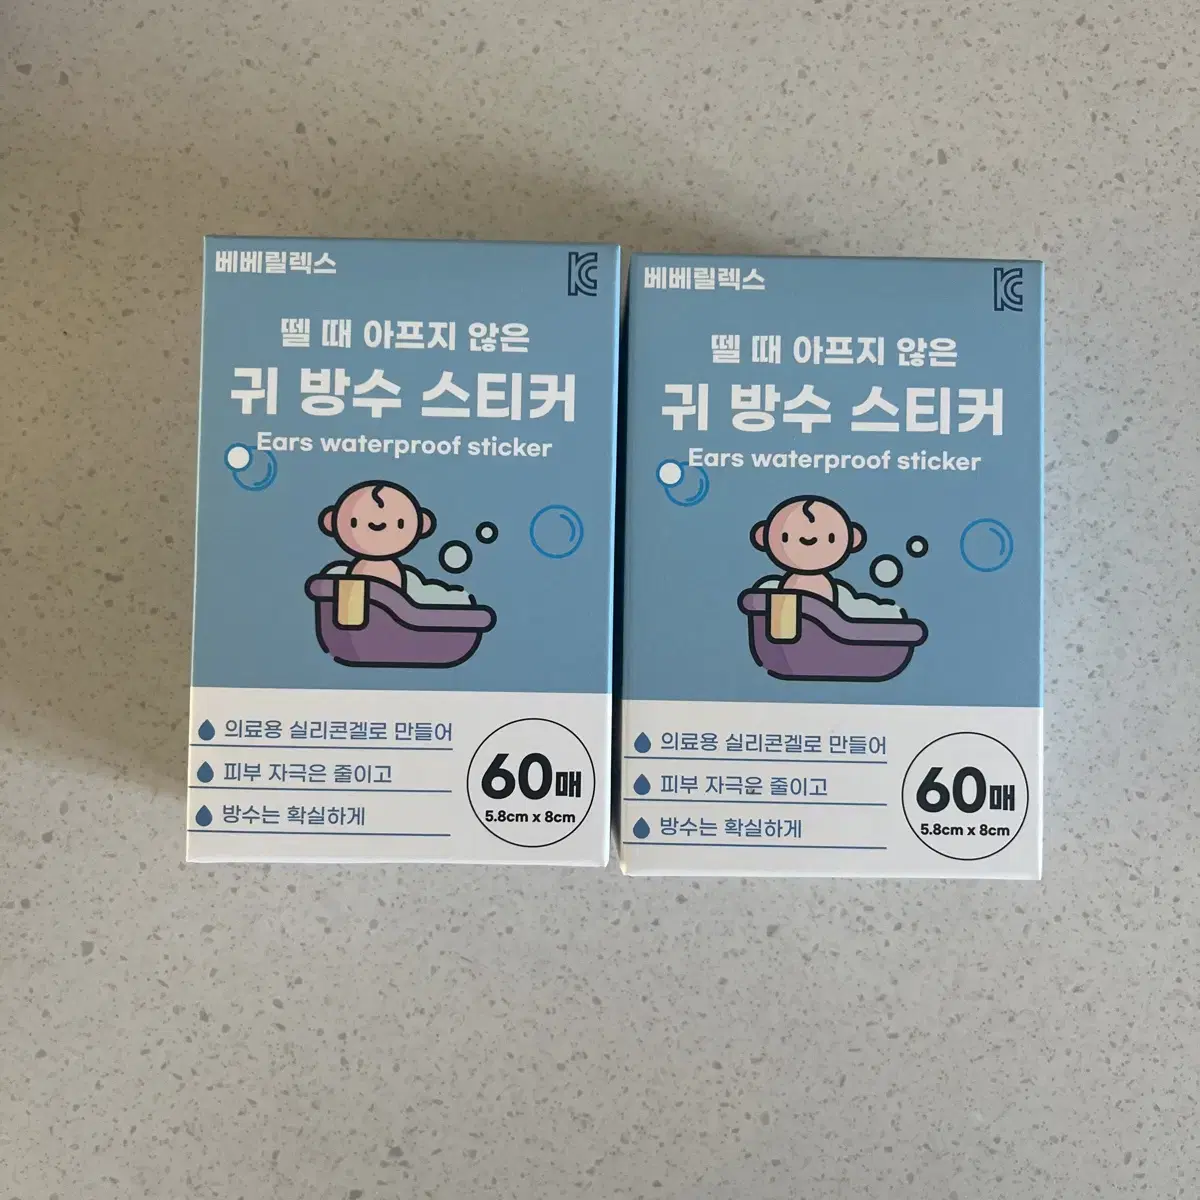 베베릴렉스
KC
뗄 때 아프지 않은
귀 방수 스티커
Ears waterproof sticker
의료용 실리콘겔로 만들어
피부 자극은 줄이고
방수는 확실하게
60매
5.8cm x 8cm
베베릴렉스
KC
뗄 때 아프지 않은
귀 방수 스티커
Ears waterproof sticker
의료용 실리콘겔로 만들어
피부 자극은 줄이고
방수는 확실하게
60매
5.8cm x 8cm